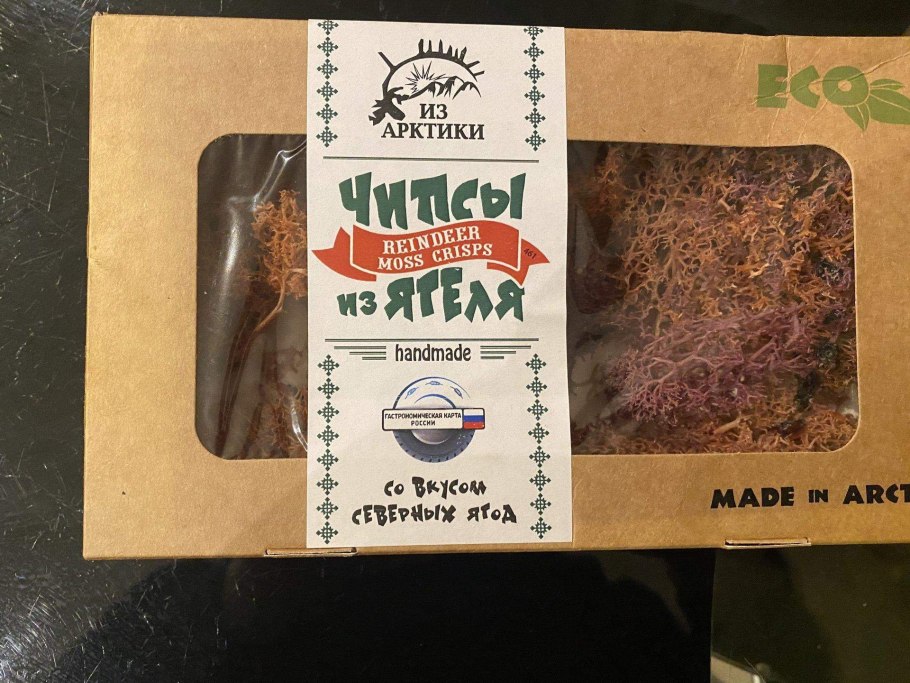 ИЗ
АРКТИКИ
ЧИПСЫ
REINDEER
MOSS CRISPS
ИЗ ЯГЕЛЯ
handmade
ГАСТРОНОМИЧЕСКАЯ КАРТА
РОССИИ
СО ВКУСОМ
СЕВЕРНЫХ ЯГОД
ECO
MADE IN ARCT